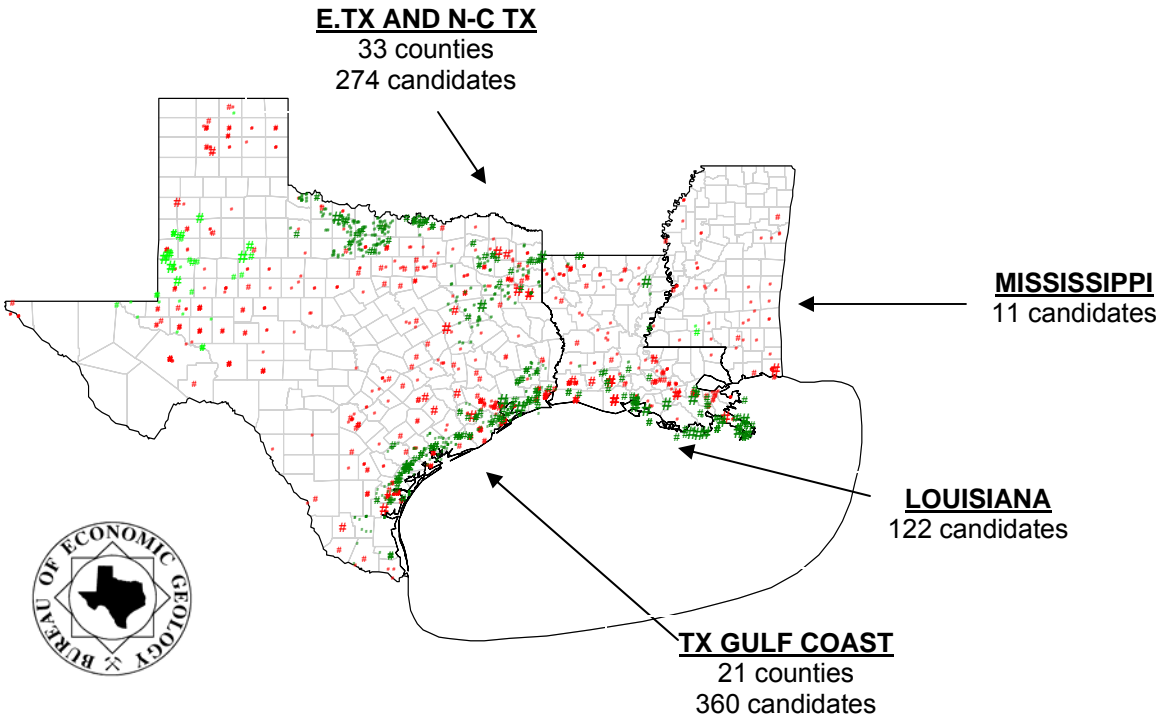 E.TX AND N-C TX
33 counties
274 candidates
MISSISSIPPI
11 candidates
LOUISIANA
122 candidates
TX GULF COAST
21 counties
360 candidates
BUREAU OF ECONOMIC GEOLOGY